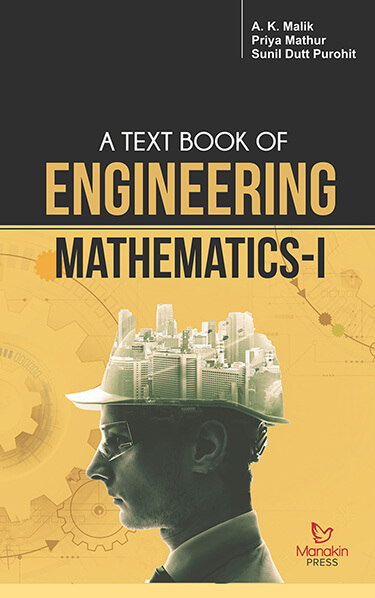 A. K. Malik
Priya Mathur
Sunil Dutt Purohit
A TEXT BOOK OF
ENGINEERING
MATHEMATICS-I
Manakin
PRESS